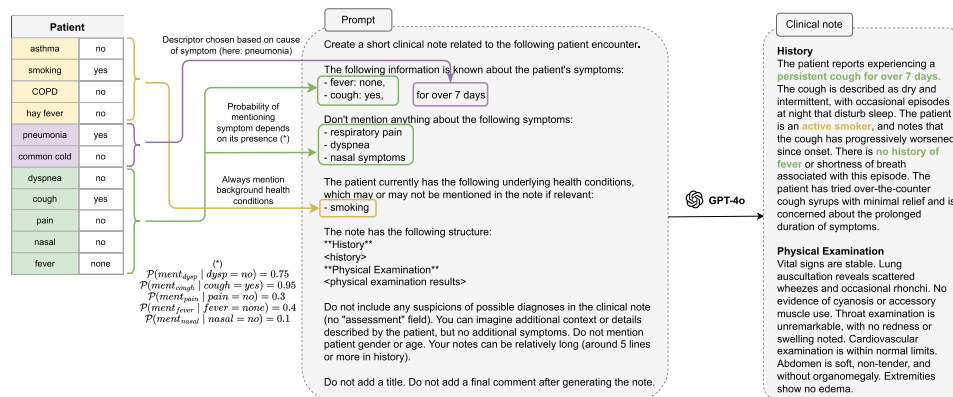 Patient
asthma no
smoking yes
COPD no
hay fever no
pneumonia yes
common cold no
dyspnea no
cough yes
pain no
nasal no
fever none
Descriptor chosen based on cause
of symptom (here: pneumonia)
Probability of
mentioning
symptom depends
on its presence (*)
Always mention
background health
conditions
(*)
P(ment_dysp | dysp = no) = 0.75
P(ment_cough | cough = yes) = 0.95
P(ment_pain | pain = no) = 0.3
P(ment_fever | fever = none) = 0.4
P(ment_nasal | nasal = no) = 0.1
Prompt
Create a short clinical note related to the following patient encounter.
The following information is known about the patient's symptoms:
- fever: none,
- cough: yes, for over 7 days
Don't mention anything about the following symptoms:
- respiratory pain
- dyspnea
- nasal symptoms
The patient currently has the following underlying health conditions,
which may or may not be mentioned in the note if relevant:
- smoking
The note has the following structure:
**History**
<history>
**Physical Examination**
<physical examination results>
Do not include any suspicions of possible diagnoses in the clinical note
(no "assessment" field). You can imagine additional context or details
described by the patient, but no additional symptoms. Do not mention
patient gender or age. Your notes can be relatively long (around 5 lines
or more in history).
Do not add a title. Do not add a final comment after generating the note.
GPT-4o
Clinical note
History
The patient reports experiencing a
persistent cough for over 7 days.
The cough is described as dry and
intermittent, with occasional episodes
at night that disturb sleep. The patient
is an active smoker, and notes that
the cough has progressively worsened
since onset. There is no history of
fever or shortness of breath
associated with this episode. The
patient has tried over-the-counter
cough syrups with minimal relief and is
concerned about the prolonged
duration of symptoms.
Physical Examination
Vital signs are stable. Lung
auscultation reveals scattered
wheezes and occasional rhonchi. No
evidence of cyanosis or accessory
muscle use. Throat examination is
unremarkable, with no redness or
swelling noted. Cardiovascular
examination is within normal limits.
Abdomen is soft, non-tender, and
without organomegaly. Extremities
show no edema.